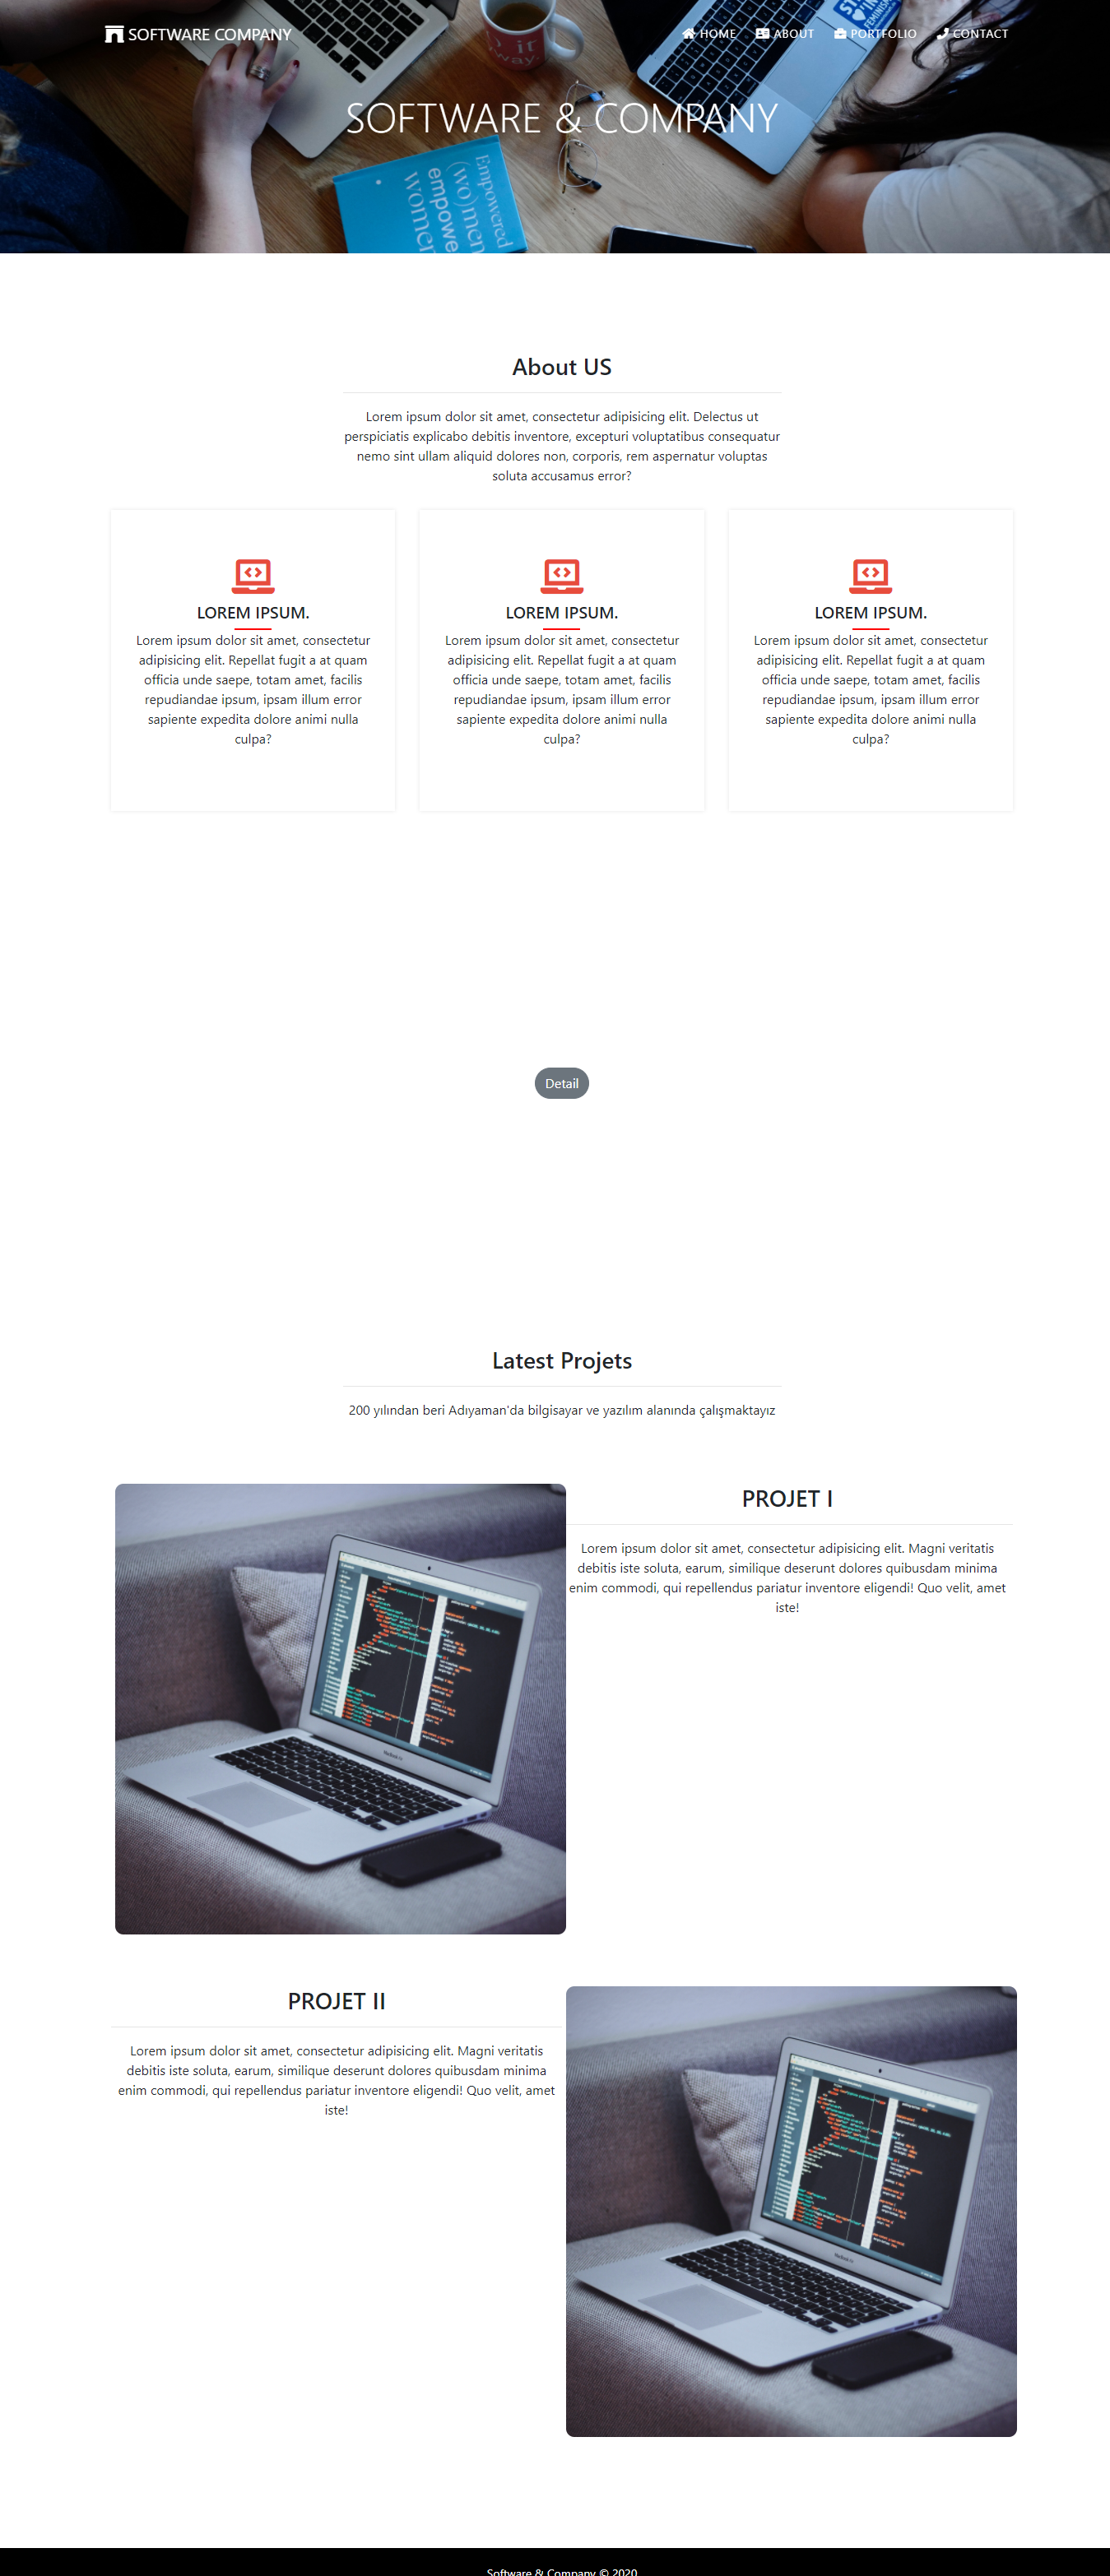 SOFTWARE COMPANY
HOME
ABOUT
PORTFOLIO
CONTACT
it
way.
SOFTWARE & COMPANY
Empowered
(wo)men
empowe
women
About US
Lorem ipsum dolor sit amet, consectetur adipisicing elit. Delectus ut
perspiciatis explicabo debitis inventore, excepturi voluptatibus consequatur
nemo sint ullam aliquid dolores non, corporis, rem aspernatur voluptas
soluta accusamus error?
LOREM IPSUM.
Lorem ipsum dolor sit amet, consectetur
adipisicing elit. Repellat fugit a at quam
officia unde saepe, totam amet, facilis
repudiandae ipsum, ipsam illum error
sapiente expedita dolore animi nulla
culpa?
LOREM IPSUM.
Lorem ipsum dolor sit amet, consectetur
adipisicing elit. Repellat fugit a at quam
officia unde saepe, totam amet, facilis
repudiandae ipsum, ipsam illum error
sapiente expedita dolore animi nulla
culpa?
LOREM IPSUM.
Lorem ipsum dolor sit amet, consectetur
adipisicing elit. Repellat fugit a at quam
officia unde saepe, totam amet, facilis
repudiandae ipsum, ipsam illum error
sapiente expedita dolore animi nulla
culpa?
Detail
Latest Projets
200 yılından beri Adıyaman'da bilgisayar ve yazılım alanında çalışmaktayız
PROJET I
Lorem ipsum dolor sit amet, consectetur adipisicing elit. Magni veritatis
debitis iste soluta, earum, similique deserunt dolores quibusdam minima
enim commodi, qui repellendus pariatur inventore eligendi! Quo velit, amet
iste!
PROJET II
Lorem ipsum dolor sit amet, consectetur adipisicing elit. Magni veritatis
debitis iste soluta, earum, similique deserunt dolores quibusdam minima
enim commodi, qui repellendus pariatur inventore eligendi! Quo velit, amet
iste!
Software & Company © 2020